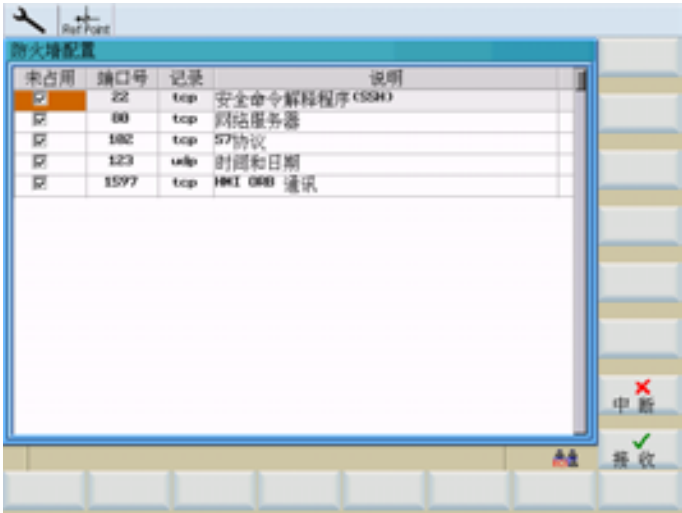 Ref Point
防火墙配置
未占用 端口号 记录 说明
22 tcp 安全命令解释程序(SSH)
80 tcp 网络服务器
102 tcp S7协议
123 udp 时间和日期
1597 tcp HMI ORB 通讯
中断
接收